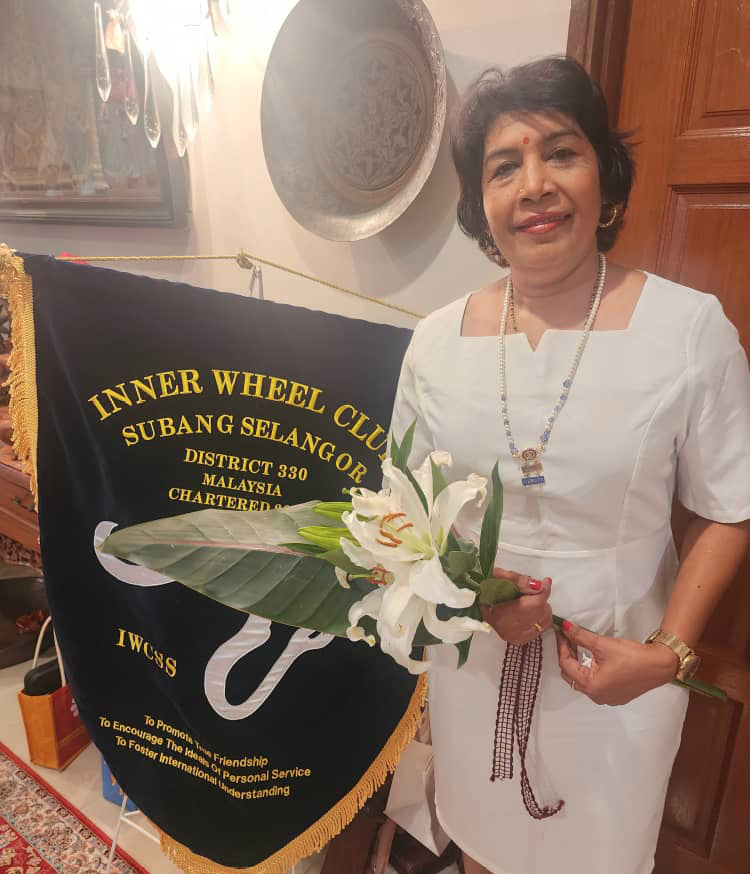 INNER WHEEL
SUBANG SELANGOR
DISTRICT 330
MALAYSIA
CHARTERED
IWCSS
To Promote True Friendship
To Encourage The Ideals Of Personal Service
To Foster International Understanding